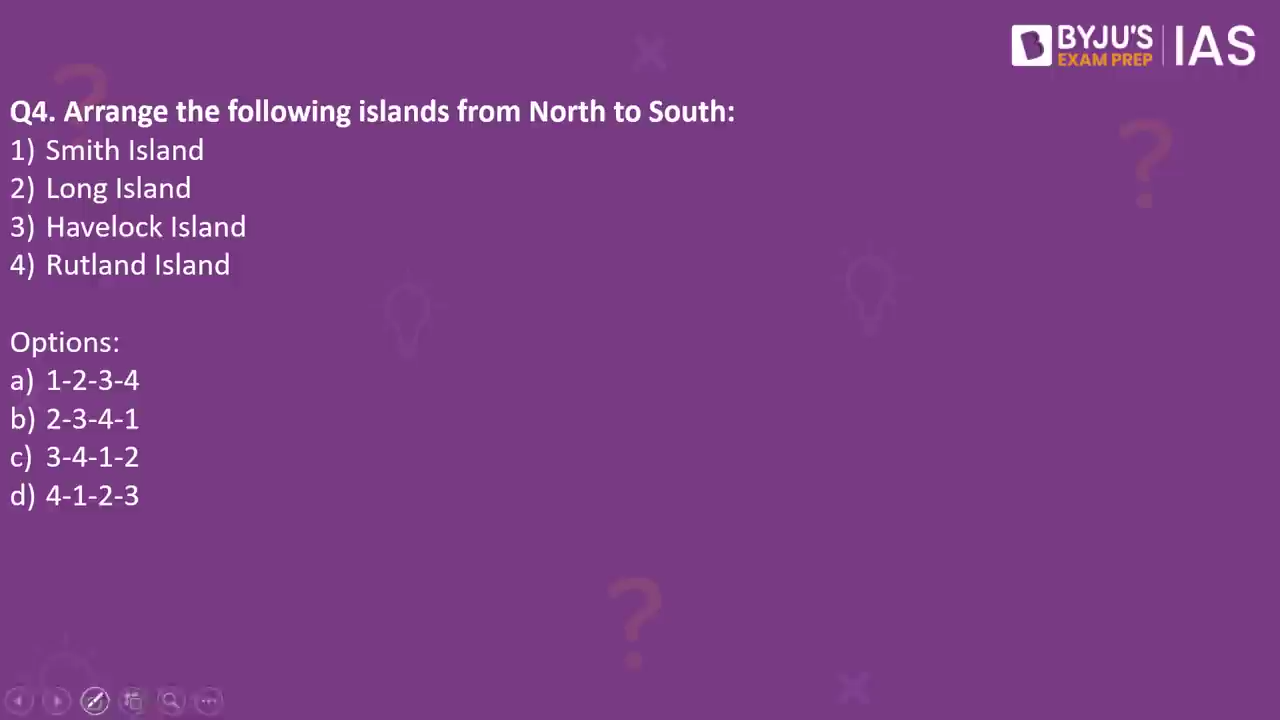 BYJU'S
EXAM PREP
IAS
Q4. Arrange the following islands from North to South:
1) Smith Island
2) Long Island
3) Havelock Island
4) Rutland Island
Options:
a) 1-2-3-4
b) 2-3-4-1
c) 3-4-1-2
d) 4-1-2-3